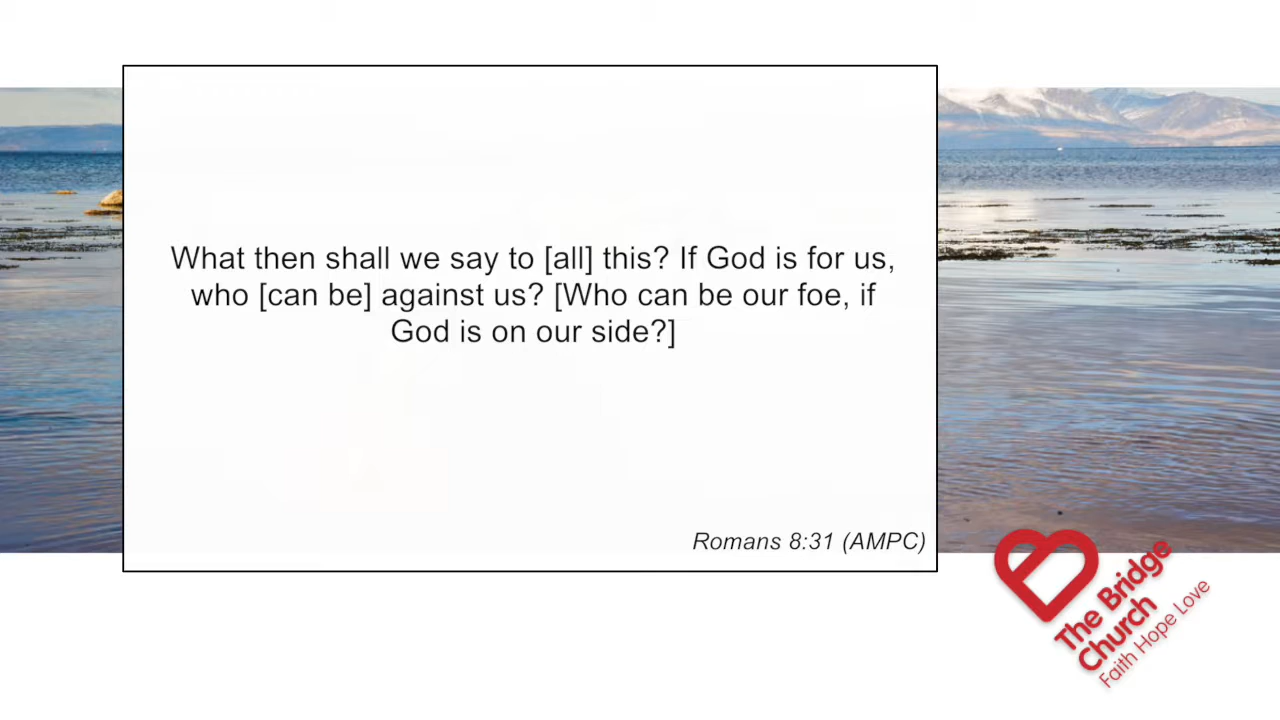 What then shall we say to [all] this? If God is for us,
who [can be] against us? [Who can be our foe, if
God is on our side?]
Romans 8:31 (AMPC)
The Bridge
Church
Faith Hope Love